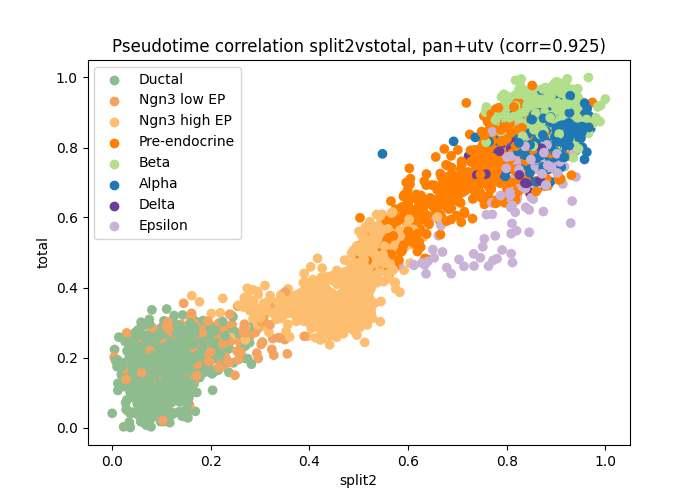 Pseudotime correlation split2vstotal, pan+utv (corr=0.925)
1.0
0.8
0.6
0.4
0.2
0.0
total
Ductal
Ngn3 low EP
Ngn3 high EP
Pre-endocrine
Beta
Alpha
Delta
Epsilon
0.0 0.2 0.4 0.6 0.8 1.0
split2